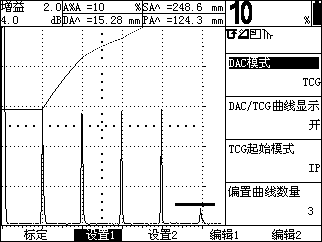 增益 2.0 A%A =10 % SA^=248.6 mm
4.0 dB DA^ =15.28 mm PA^=124.3 mm
10 %
DAC模式
TCG
DAC/TCG曲线显示
开
TCG起始模式
IP
偏置曲线数量
3
标定 设置1 设置2 编辑1 编辑2